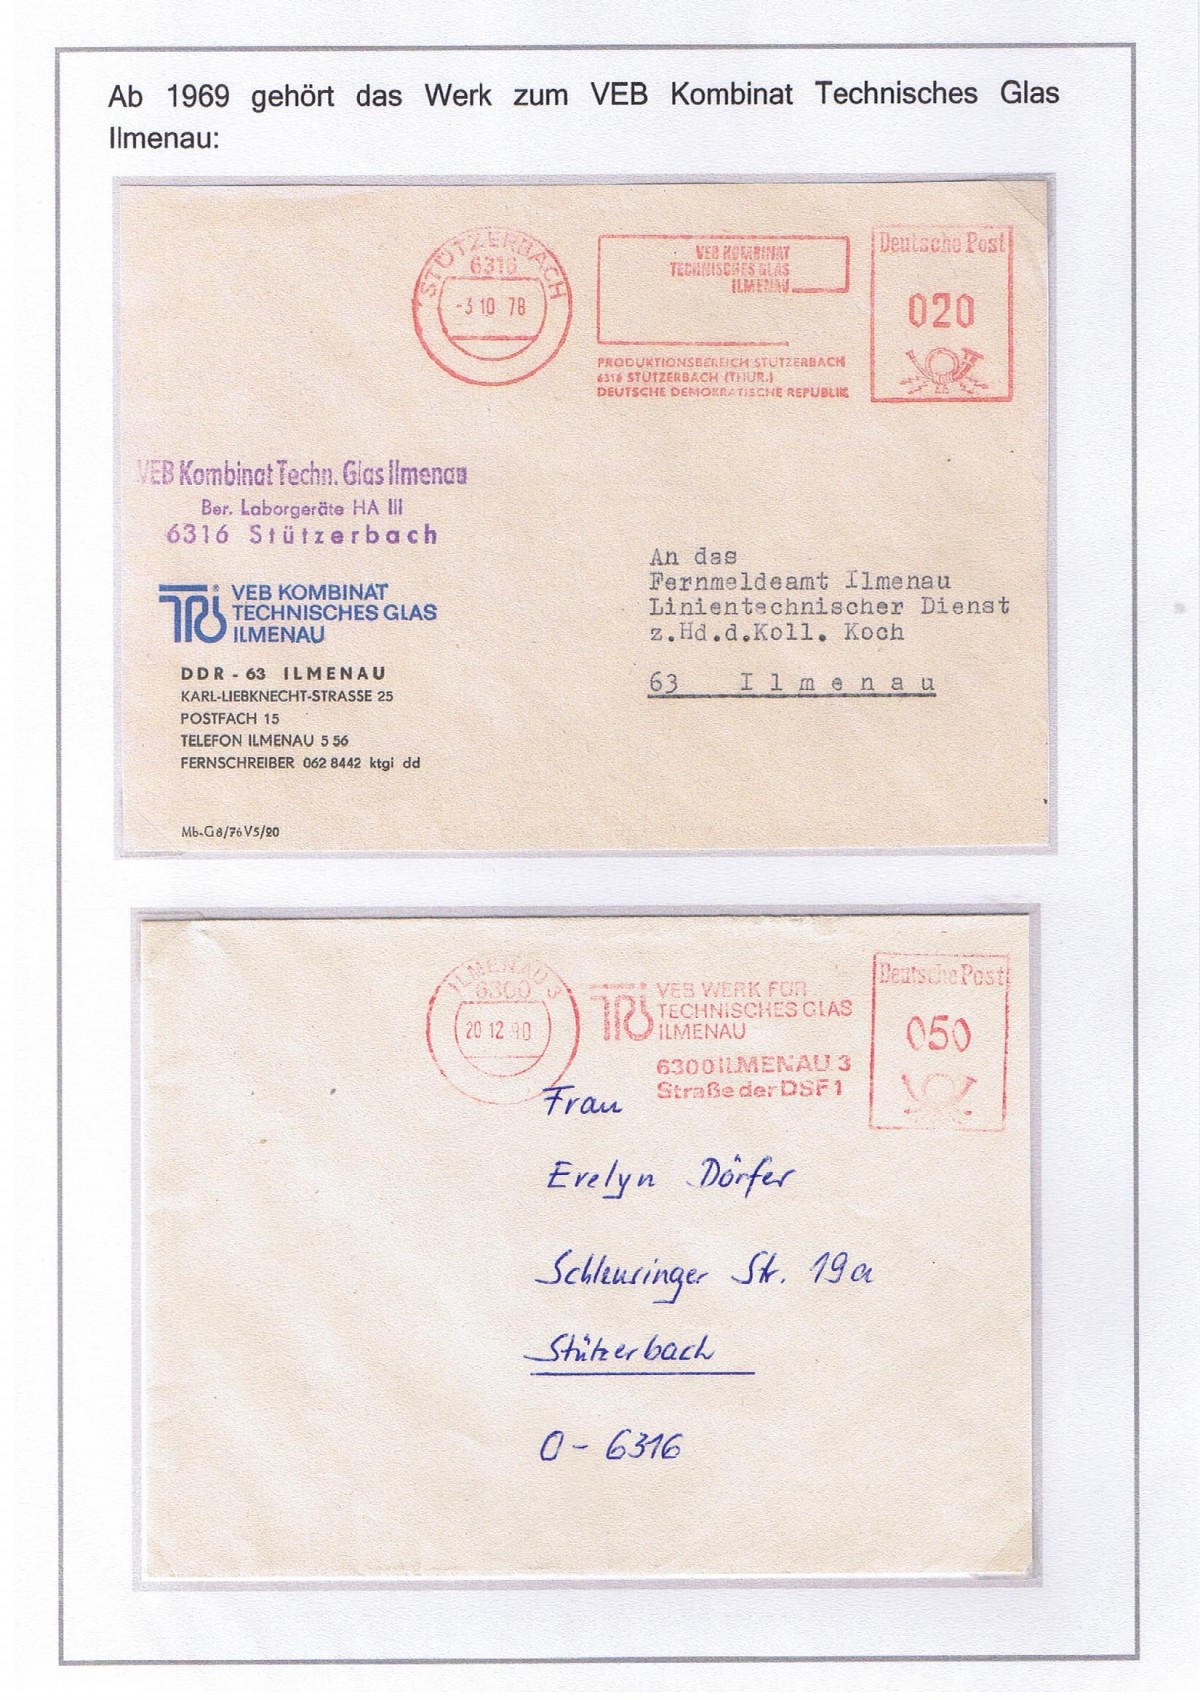 Ab 1969 gehört das Werk zum VEB Kombinat Technisches Glas
Ilmenau:
STÜTZERBACH
6316
-3 10 78
VEB KOMBINAT
TECHNISCHES GLAS
ILMENAU
PRODUKTIONSBEREICH STÜTZERBACH
6316 STÜTZERBACH (THÜR.)
DEUTSCHE DEMOKRATISCHE REPUBLIK
Deutsche Post
020
VEB Kombinat Techn. Glas Ilmenau
Ber. Laborgeräte HA III
6316 Stützerbach
VEB KOMBINAT
TECHNISCHES GLAS
ILMENAU
DDR - 63 ILMENAU
KARL-LIEBKNECHT-STRASSE 25
POSTFACH 15
TELEFON ILMENAU 5 56
FERNSCHREIBER 062 8442 ktgi dd
Mb-G 8/76 V5/20
An das
Fernmeldeamt Ilmenau
Linientechnischer Dienst
z.Hd.d.Koll. Koch
63 Ilmenau
ILMENAU 3
6300
20 12 90
VEB WERK FÜR
TECHNISCHES GLAS
ILMENAU
6300 ILMENAU 3
Straße der DSF 1
Deutsche Post
050
Frau
Evelyn Dörfer
Schleusinger Str. 19a
Stützerbach
O - 6316